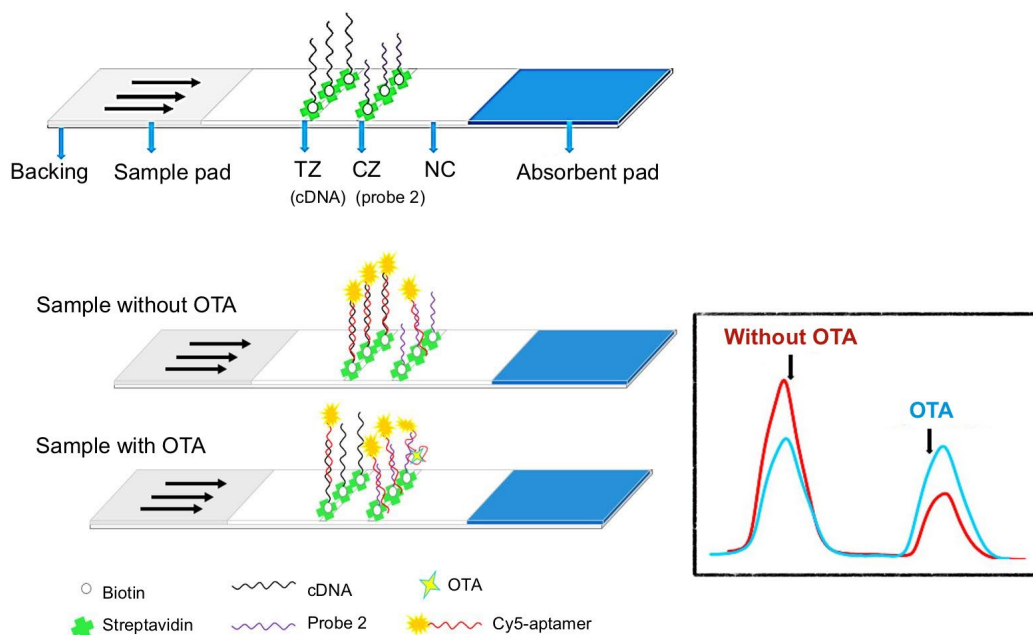 Backing
Sample pad
TZ
CZ
NC
Absorbent pad
(cDNA)
(probe 2)
Sample without OTA
Without OTA
OTA
Sample with OTA
Biotin
cDNA
OTA
Streptavidin
Probe 2
Cy5-aptamer